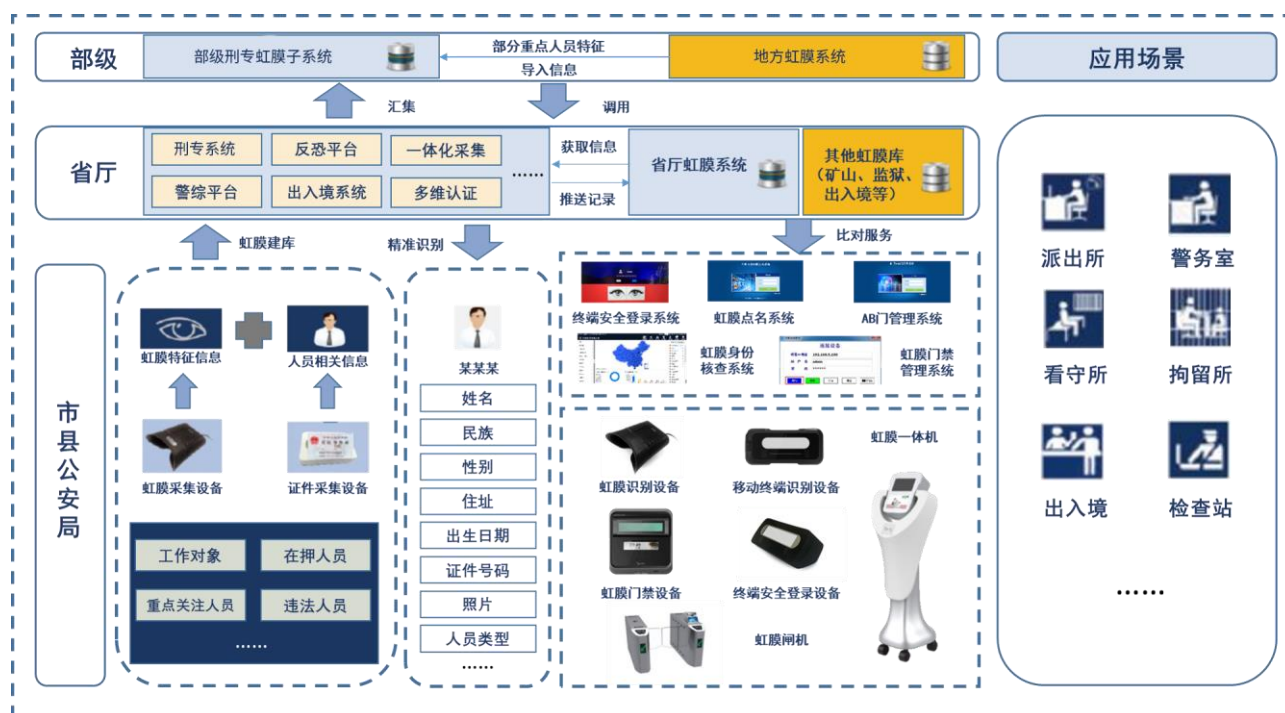 部级
部级刑专虹膜子系统
部分重点人员特征
导入信息
地方虹膜系统
应用场景
汇集
调用
省厅
刑专系统
反恐平台
一体化采集
警综平台
出入境系统
多维认证
……
获取信息
推送记录
省厅虹膜系统
其他虹膜库
（矿山、监狱、
出入境等）
虹膜建库
精准识别
比对服务
市县公安局
虹膜特征信息
人员相关信息
虹膜采集设备
证件采集设备
工作对象
在押人员
重点关注人员
违法人员
……
某某某
姓名
民族
性别
住址
出生日期
证件号码
照片
人员类型
……
终端安全登录系统
虹膜点名系统
AB门管理系统
虹膜身份
核查系统
虹膜门禁
管理系统
虹膜识别设备
移动终端识别设备
虹膜一体机
虹膜门禁设备
终端安全登录设备
虹膜闸机
派出所
警务室
看守所
拘留所
出入境
检查站
……